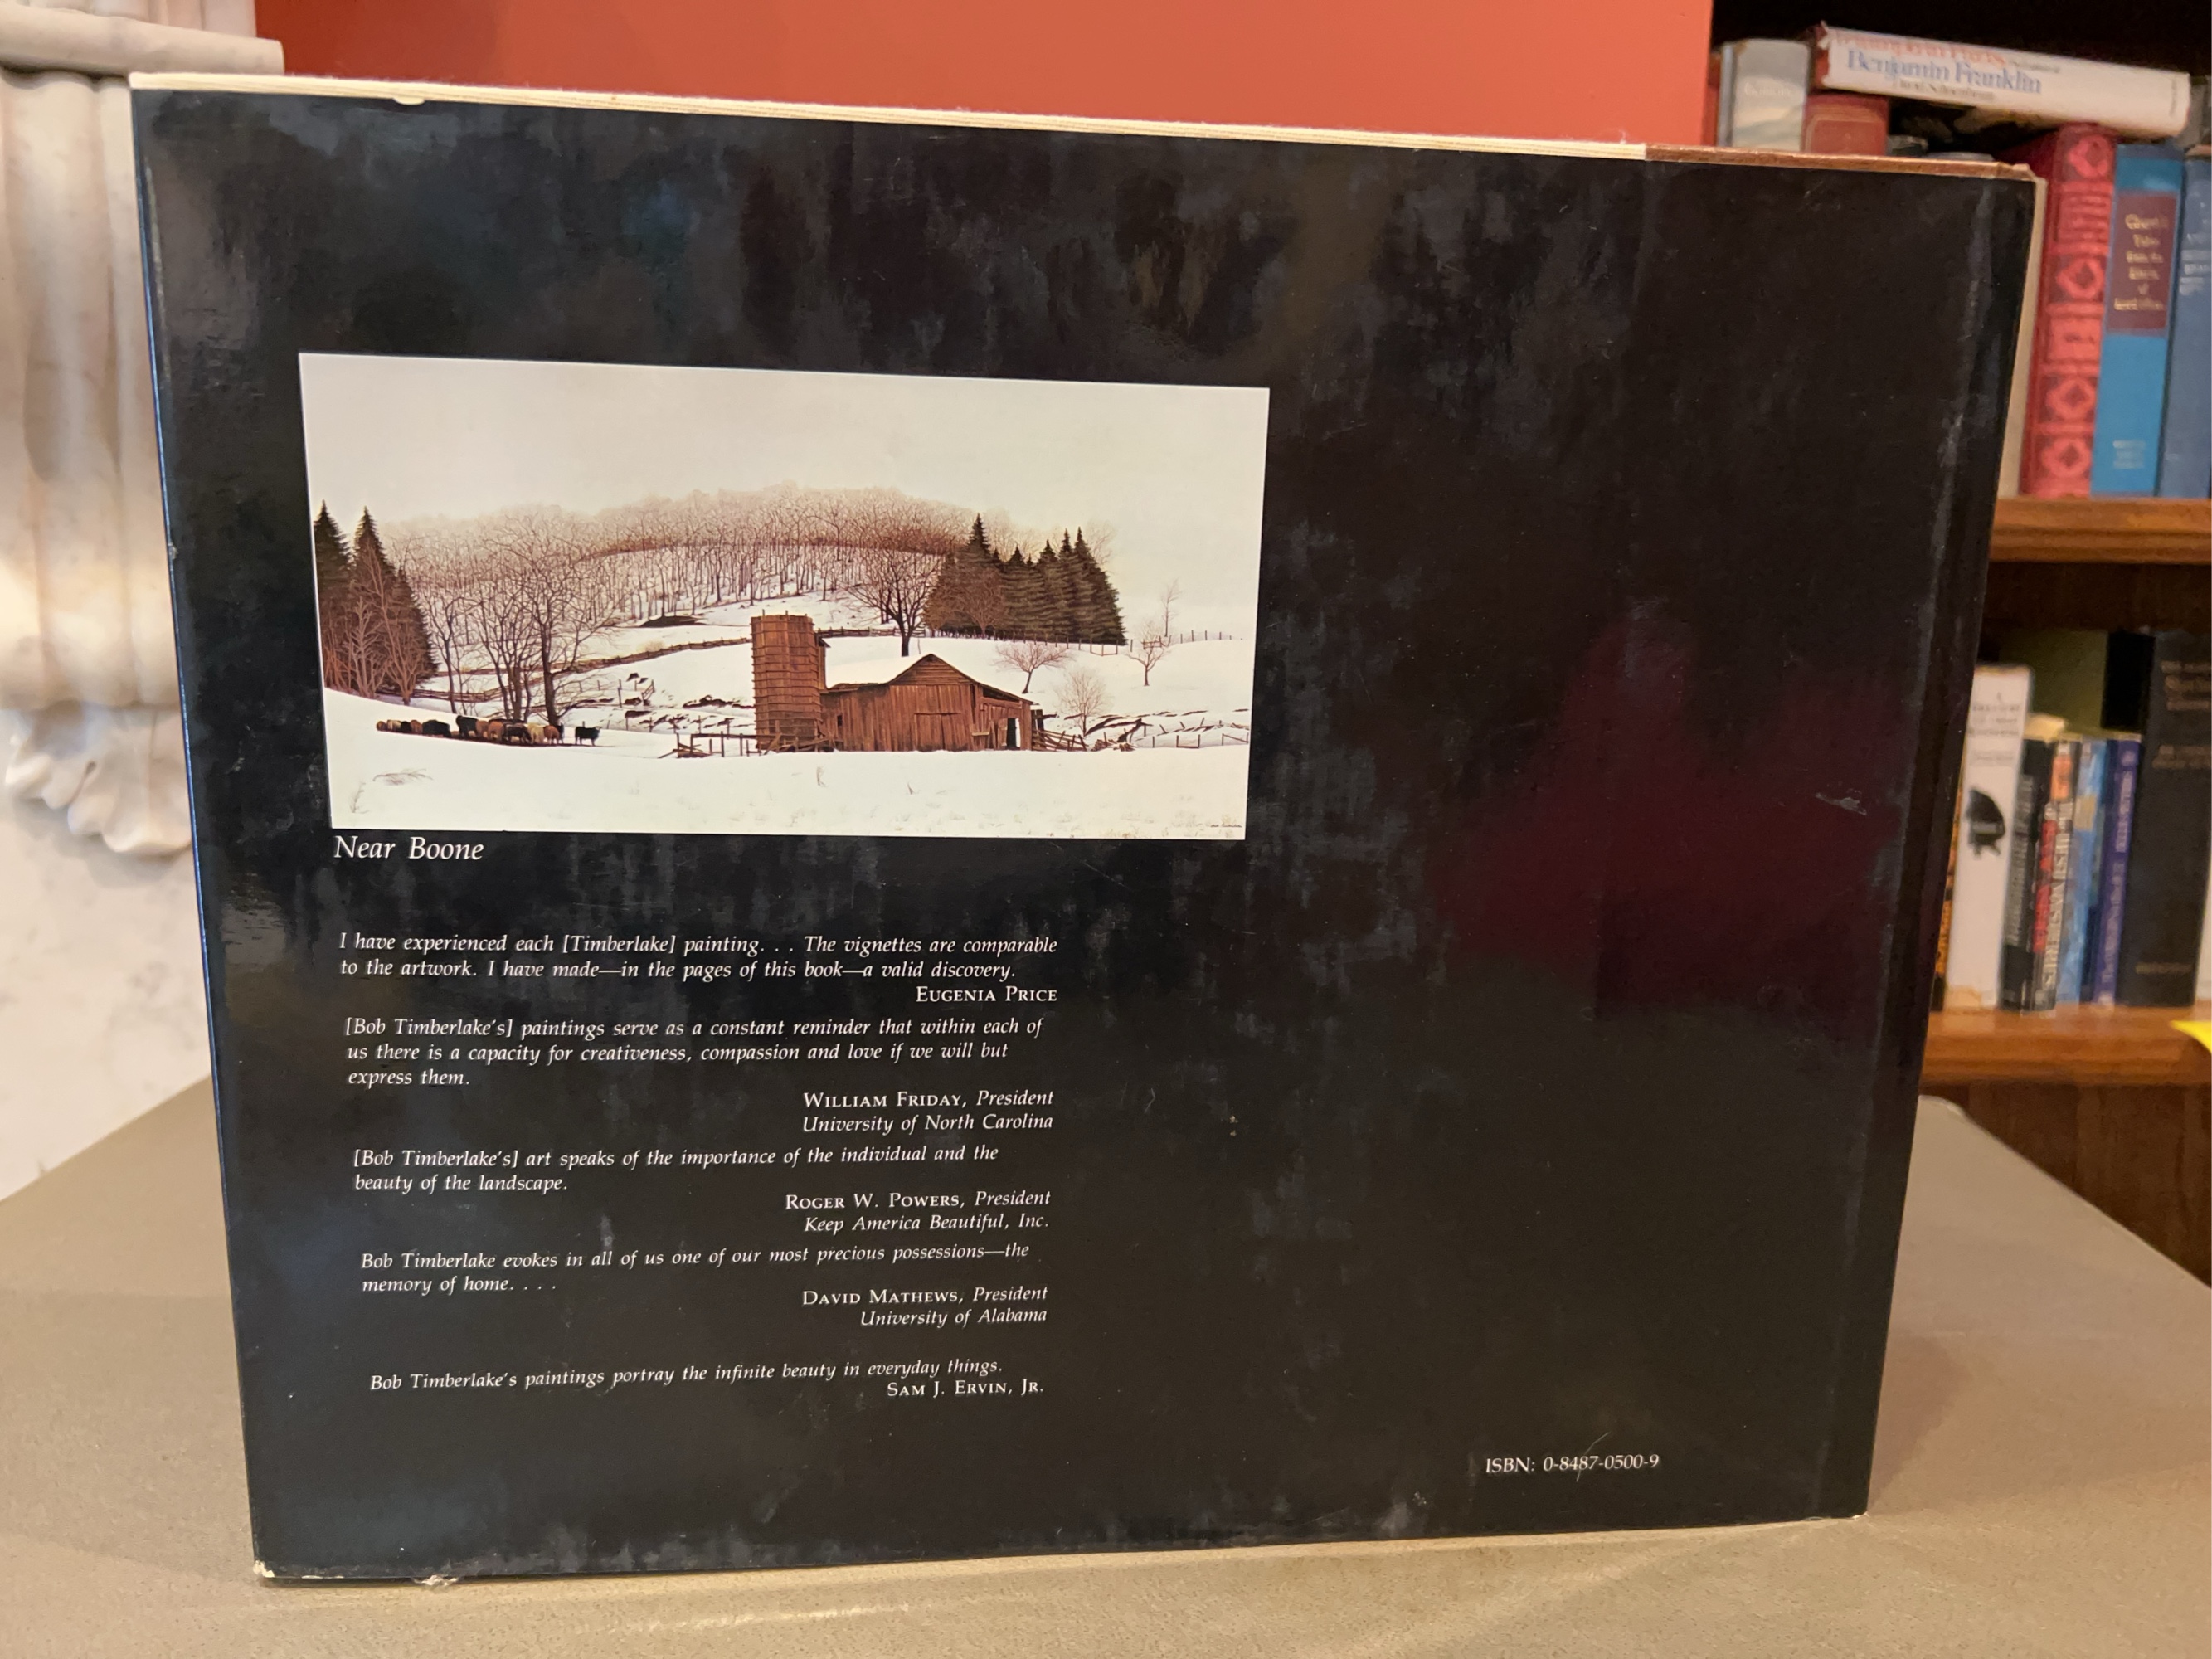 Near Boone
I have experienced each [Timberlake] painting. . . The vignettes are comparable
to the artwork. I have made—in the pages of this book—a valid discovery.
EUGENIA PRICE
[Bob Timberlake's] paintings serve as a constant reminder that within each of
us there is a capacity for creativeness, compassion and love if we will but
express them.
WILLIAM FRIDAY, President
University of North Carolina
[Bob Timberlake's] art speaks of the importance of the individual and the
beauty of the landscape.
ROGER W. POWERS, President
Keep America Beautiful, Inc.
Bob Timberlake evokes in all of us one of our most precious possessions—the
memory of home. . . .
DAVID MATHEWS, President
University of Alabama
Bob Timberlake's paintings portray the infinite beauty in everyday things.
SAM J. ERVIN, JR.
ISBN: 0-8487-0500-9
Benjamin Franklin